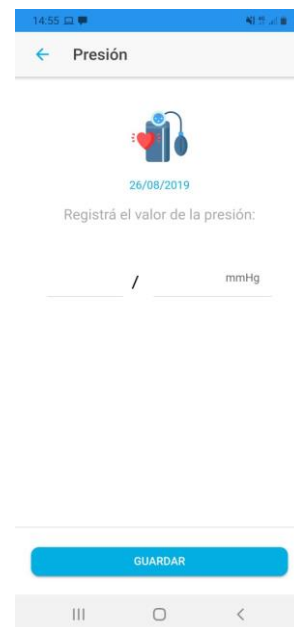 14:55
Presión
26/08/2019
Registrá el valor de la presión:
/ mmHg
GUARDAR